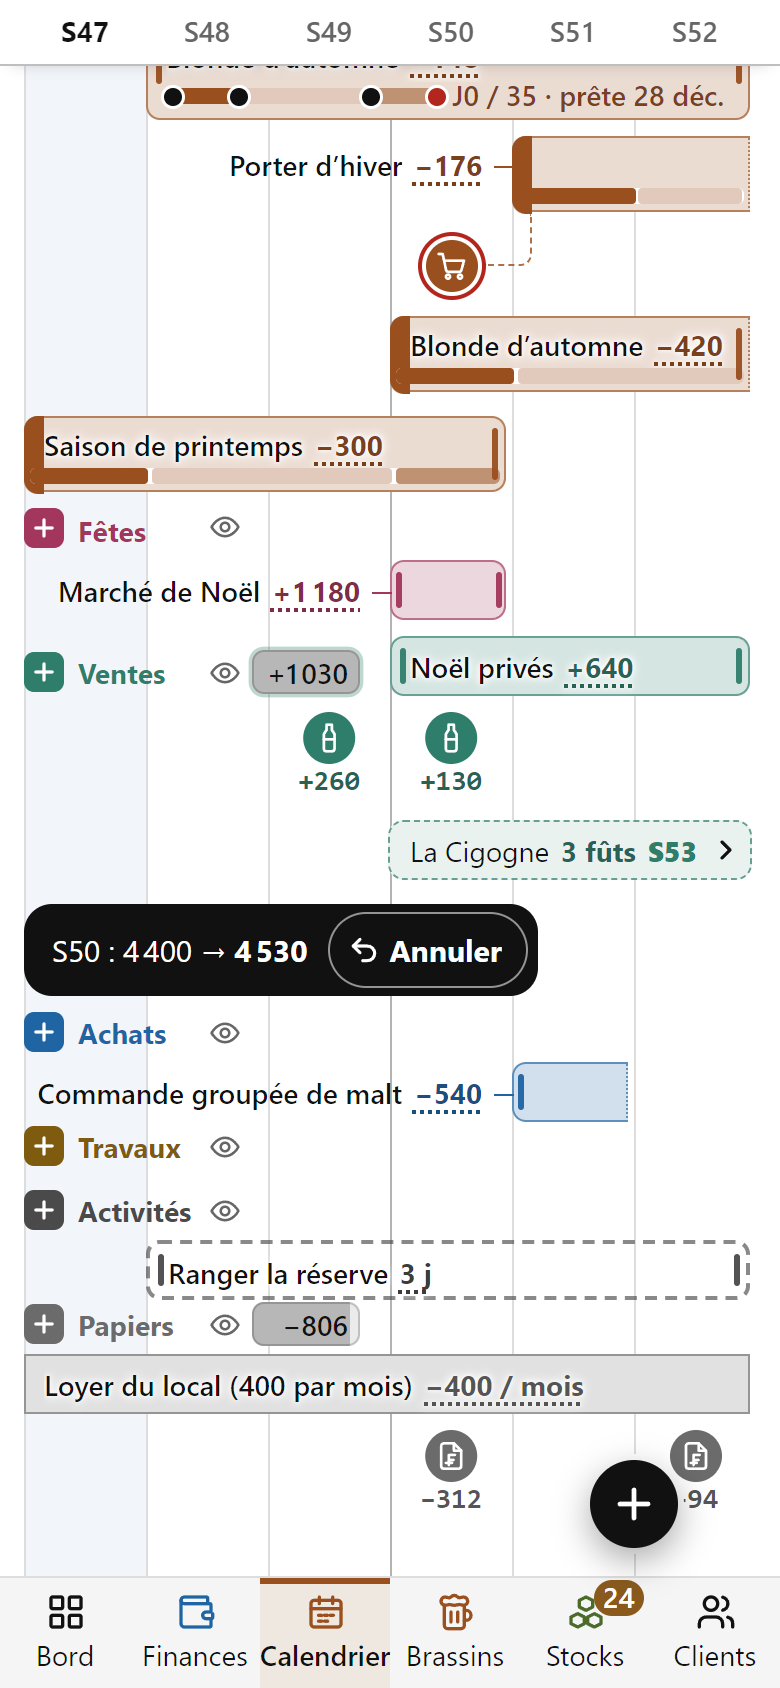 S47 S48 S49 S50 S51 S52
J0 / 35 · prête 28 déc.
Porter d’hiver −176
Blonde d’automne −420
Saison de printemps −300
Fêtes
Marché de Noël +1 180
Ventes +1 030 Noël privés +640
+260 +130
La Cigogne 3 fûts S53
S50 : 4 400 → 4 530 Annuler
Achats
Commande groupée de malt −540
Travaux
Activités
Ranger la réserve 3 j
Papiers −806
Loyer du local (400 par mois) −400 / mois
−312 94
Bord Finances Calendrier Brassins Stocks 24 Clients